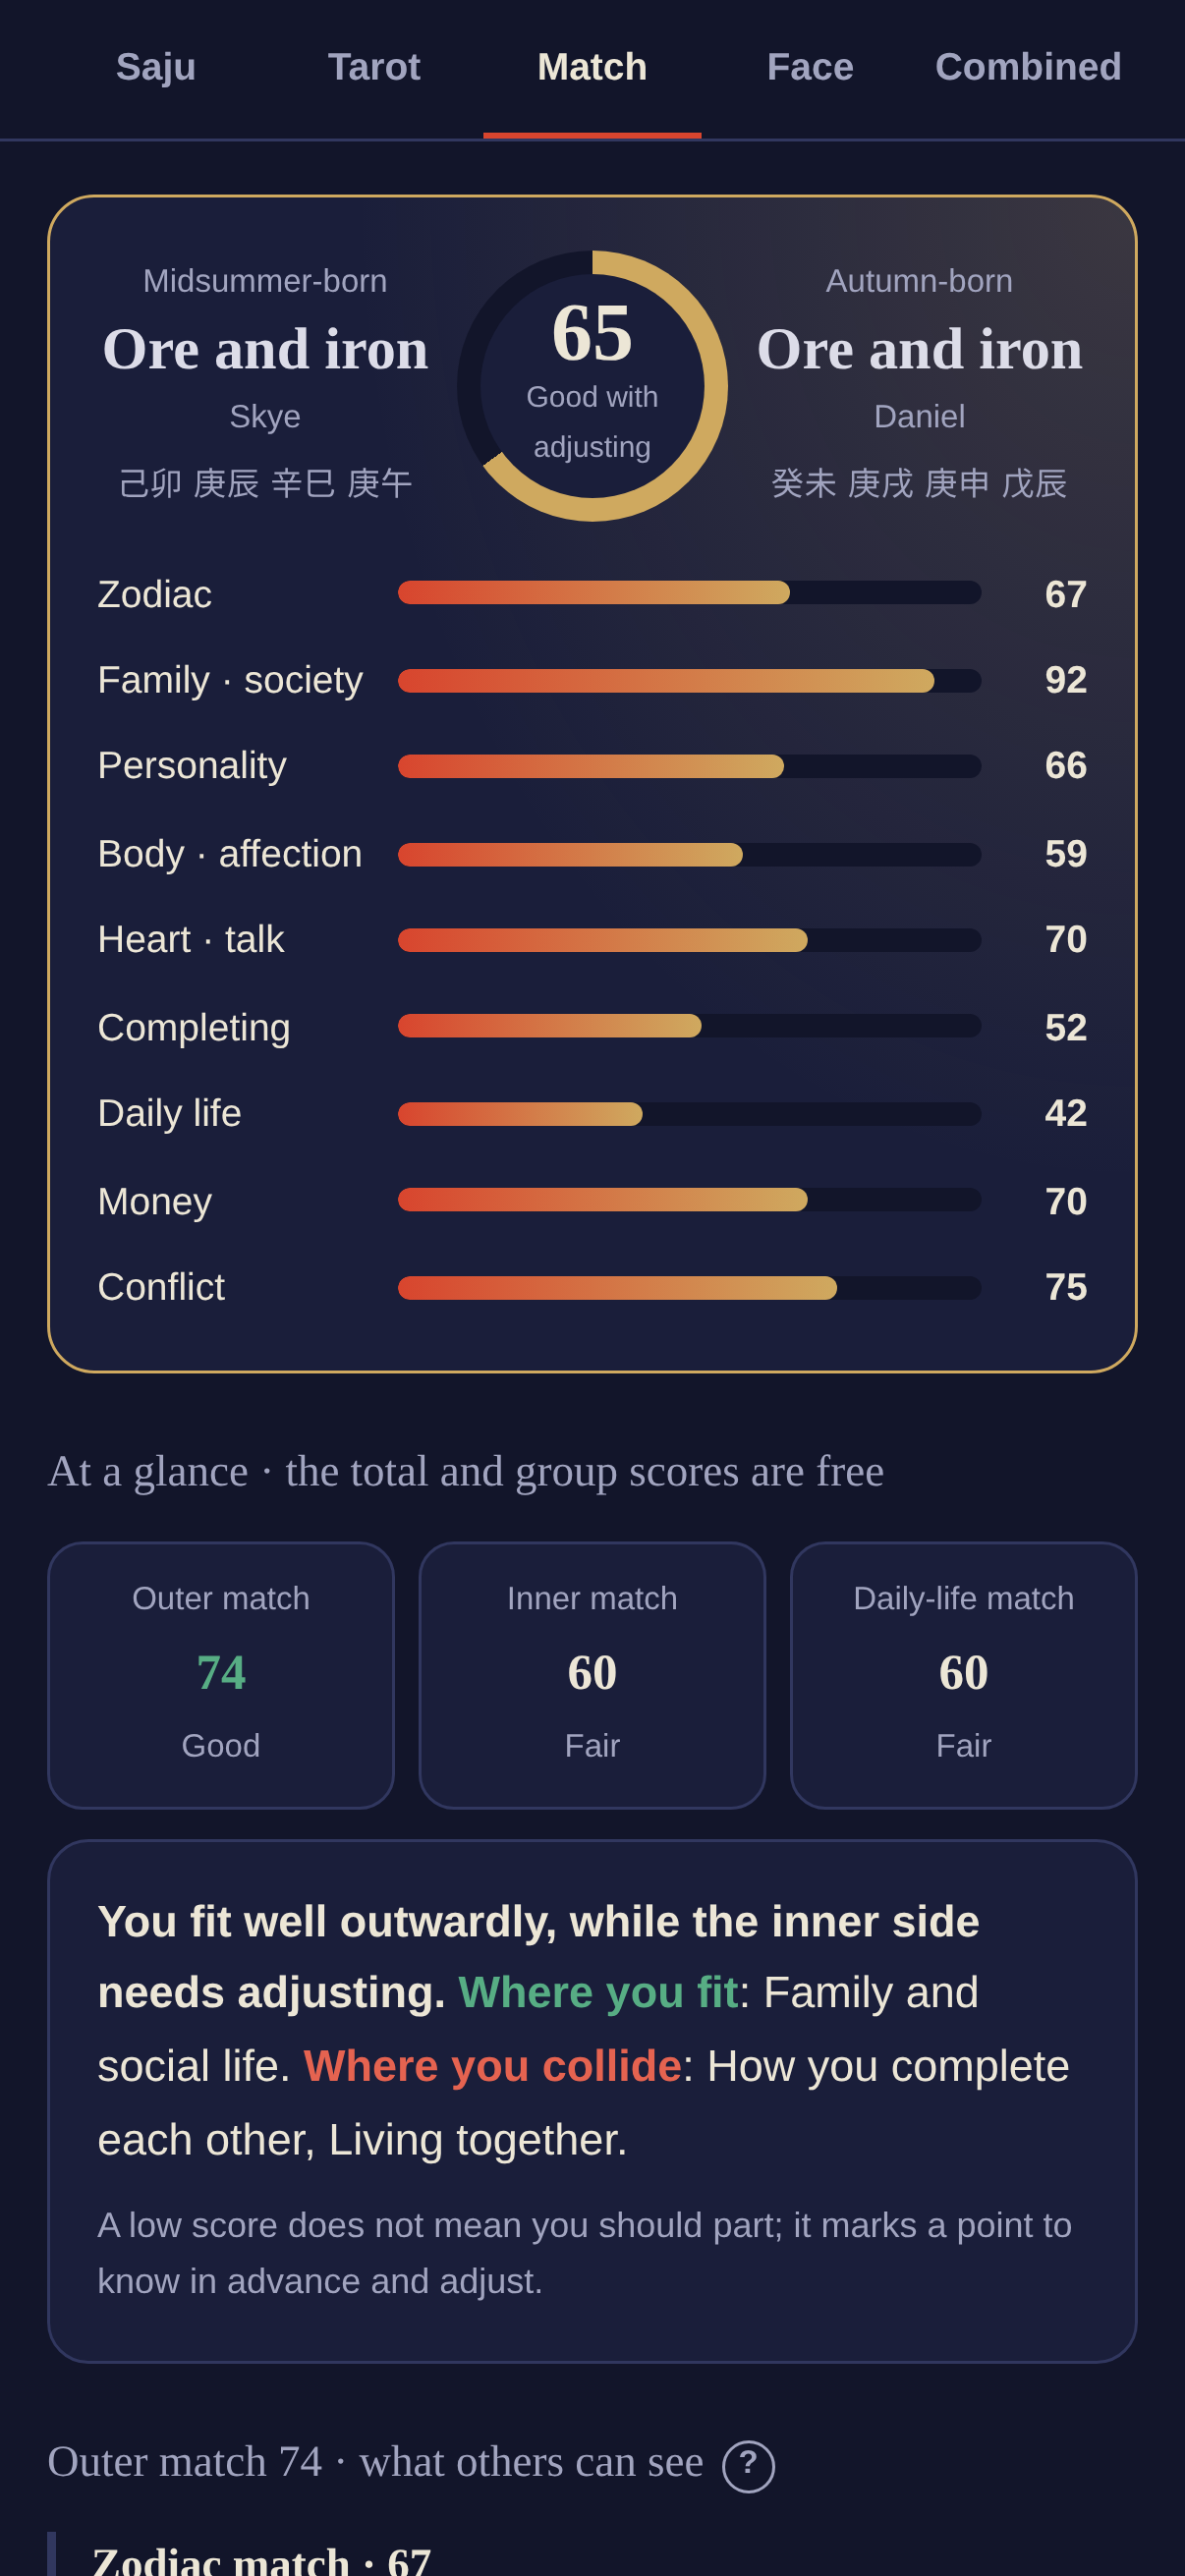 Saju Tarot Match Face Combined
Midsummer-born
Ore and iron
Skye
己卯 庚辰 辛巳 庚午
65
Good with
adjusting
Autumn-born
Ore and iron
Daniel
癸未 庚戌 庚申 戊辰
Zodiac 67
Family · society 92
Personality 66
Body · affection 59
Heart · talk 70
Completing 52
Daily life 42
Money 70
Conflict 75
At a glance · the total and group scores are free
Outer match
74
Good
Inner match
60
Fair
Daily-life match
60
Fair
You fit well outwardly, while the inner side
needs adjusting. Where you fit: Family and
social life. Where you collide: How you complete
each other, Living together.
A low score does not mean you should part; it marks a point to
know in advance and adjust.
Outer match 74 · what others can see ?
Zodiac match · 67